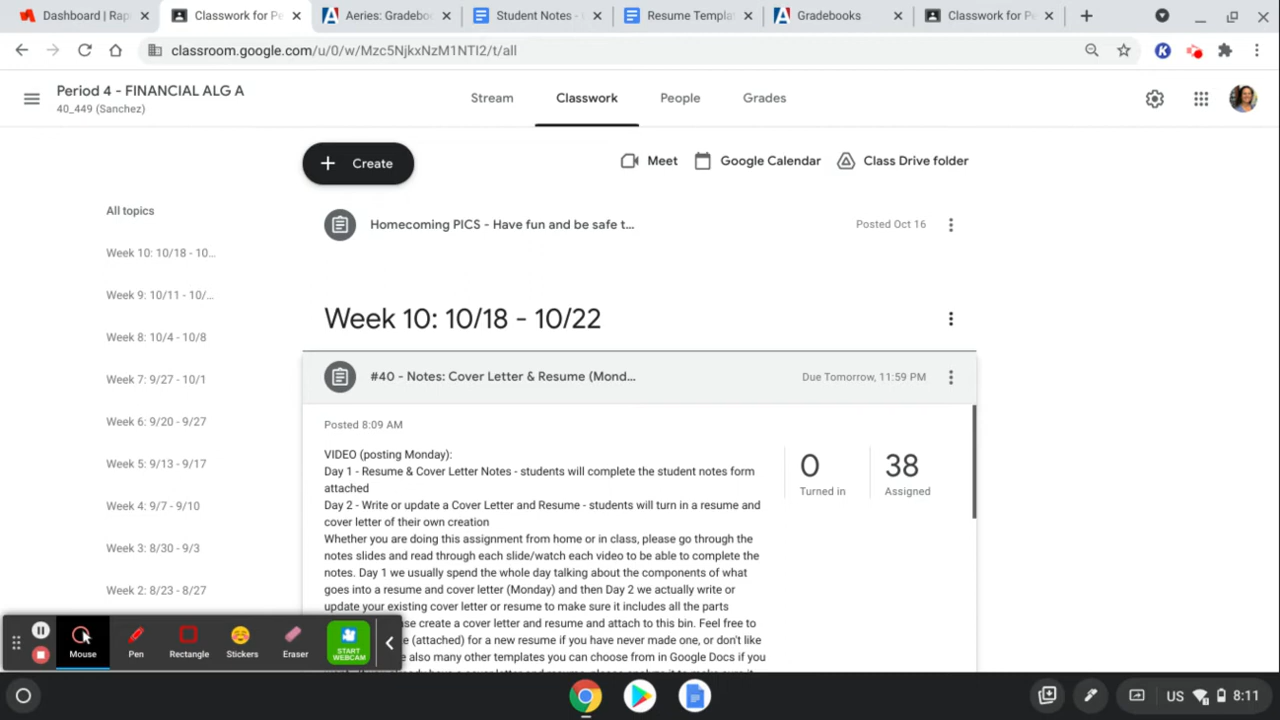 Dashboard | Rap
Classwork for Pe
Aeries: Gradeboo
Student Notes -
Resume Templa
Gradebooks
Classwork for Pe
classroom.google.com/u/0/w/Mzc5NjkxNzM1NTI2/t/all
Period 4 - FINANCIAL ALG A
40_449 (Sanchez)
Stream
Classwork
People
Grades
+ Create
Meet
Google Calendar
Class Drive folder
All topics
Week 10: 10/18 - 10...
Week 9: 10/11 - 10/...
Week 8: 10/4 - 10/8
Week 7: 9/27 - 10/1
Week 6: 9/20 - 9/27
Week 5: 9/13 - 9/17
Week 4: 9/7 - 9/10
Week 3: 8/30 - 9/3
Week 2: 8/23 - 8/27
Homecoming PICS - Have fun and be safe t...
Posted Oct 16
Week 10: 10/18 - 10/22
#40 - Notes: Cover Letter & Resume (Mond...
Due Tomorrow, 11:59 PM
Posted 8:09 AM
VIDEO (posting Monday):
Day 1 - Resume & Cover Letter Notes - students will complete the student notes form
attached
Day 2 - Write or update a Cover Letter and Resume - students will turn in a resume and
cover letter of their own creation
Whether you are doing this assignment from home or in class, please go through the
notes slides and read through each slide/watch each video to be able to complete the
notes. Day 1 we usually spend the whole day talking about the components of what
goes into a resume and cover letter (Monday) and then Day 2 we actually write or
update your existing cover letter or resume to make sure it includes all the parts
ase create a cover letter and resume and attach to this bin. Feel free to
e (attached) for a new resume if you have never made one, or don't like
e also many other templates you can choose from in Google Docs if you
0
Turned in
38
Assigned
Mouse
Pen
Rectangle
Stickers
Eraser
START
WEBCAM
US
8:11